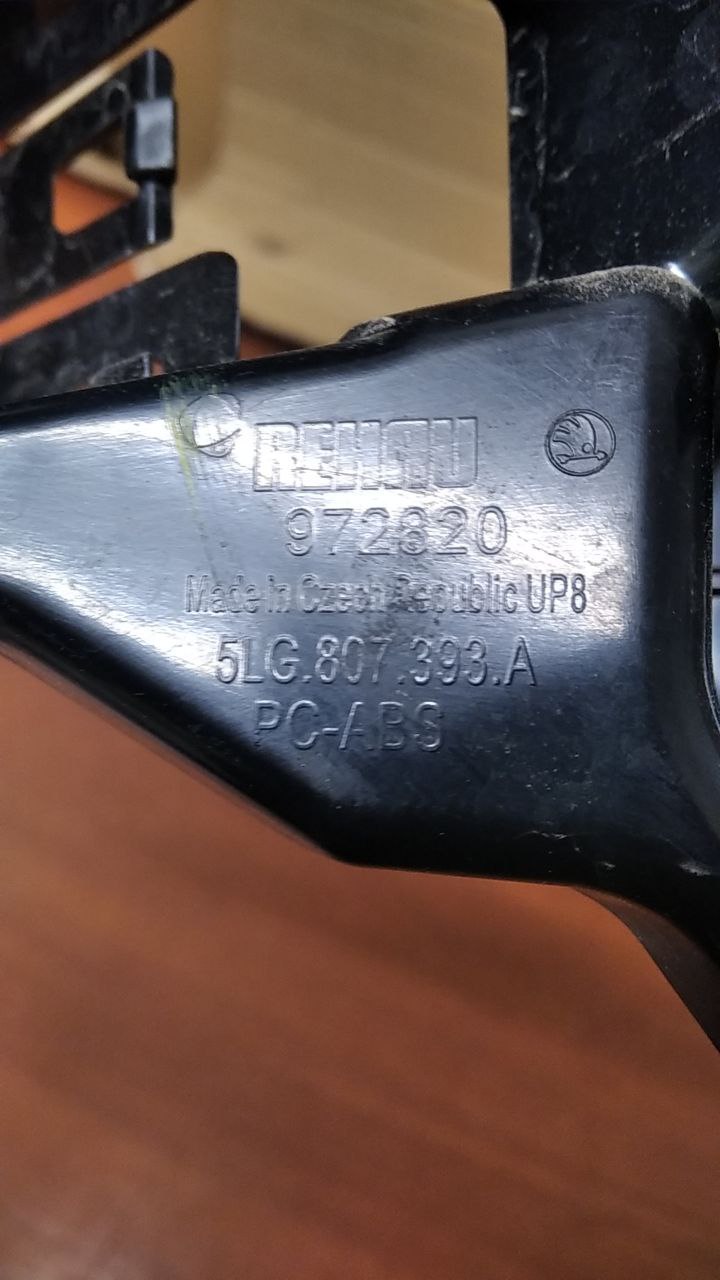 REHAU
972820
Made in Czech Republic UP8
5LG.807.393.A
PC-ABS